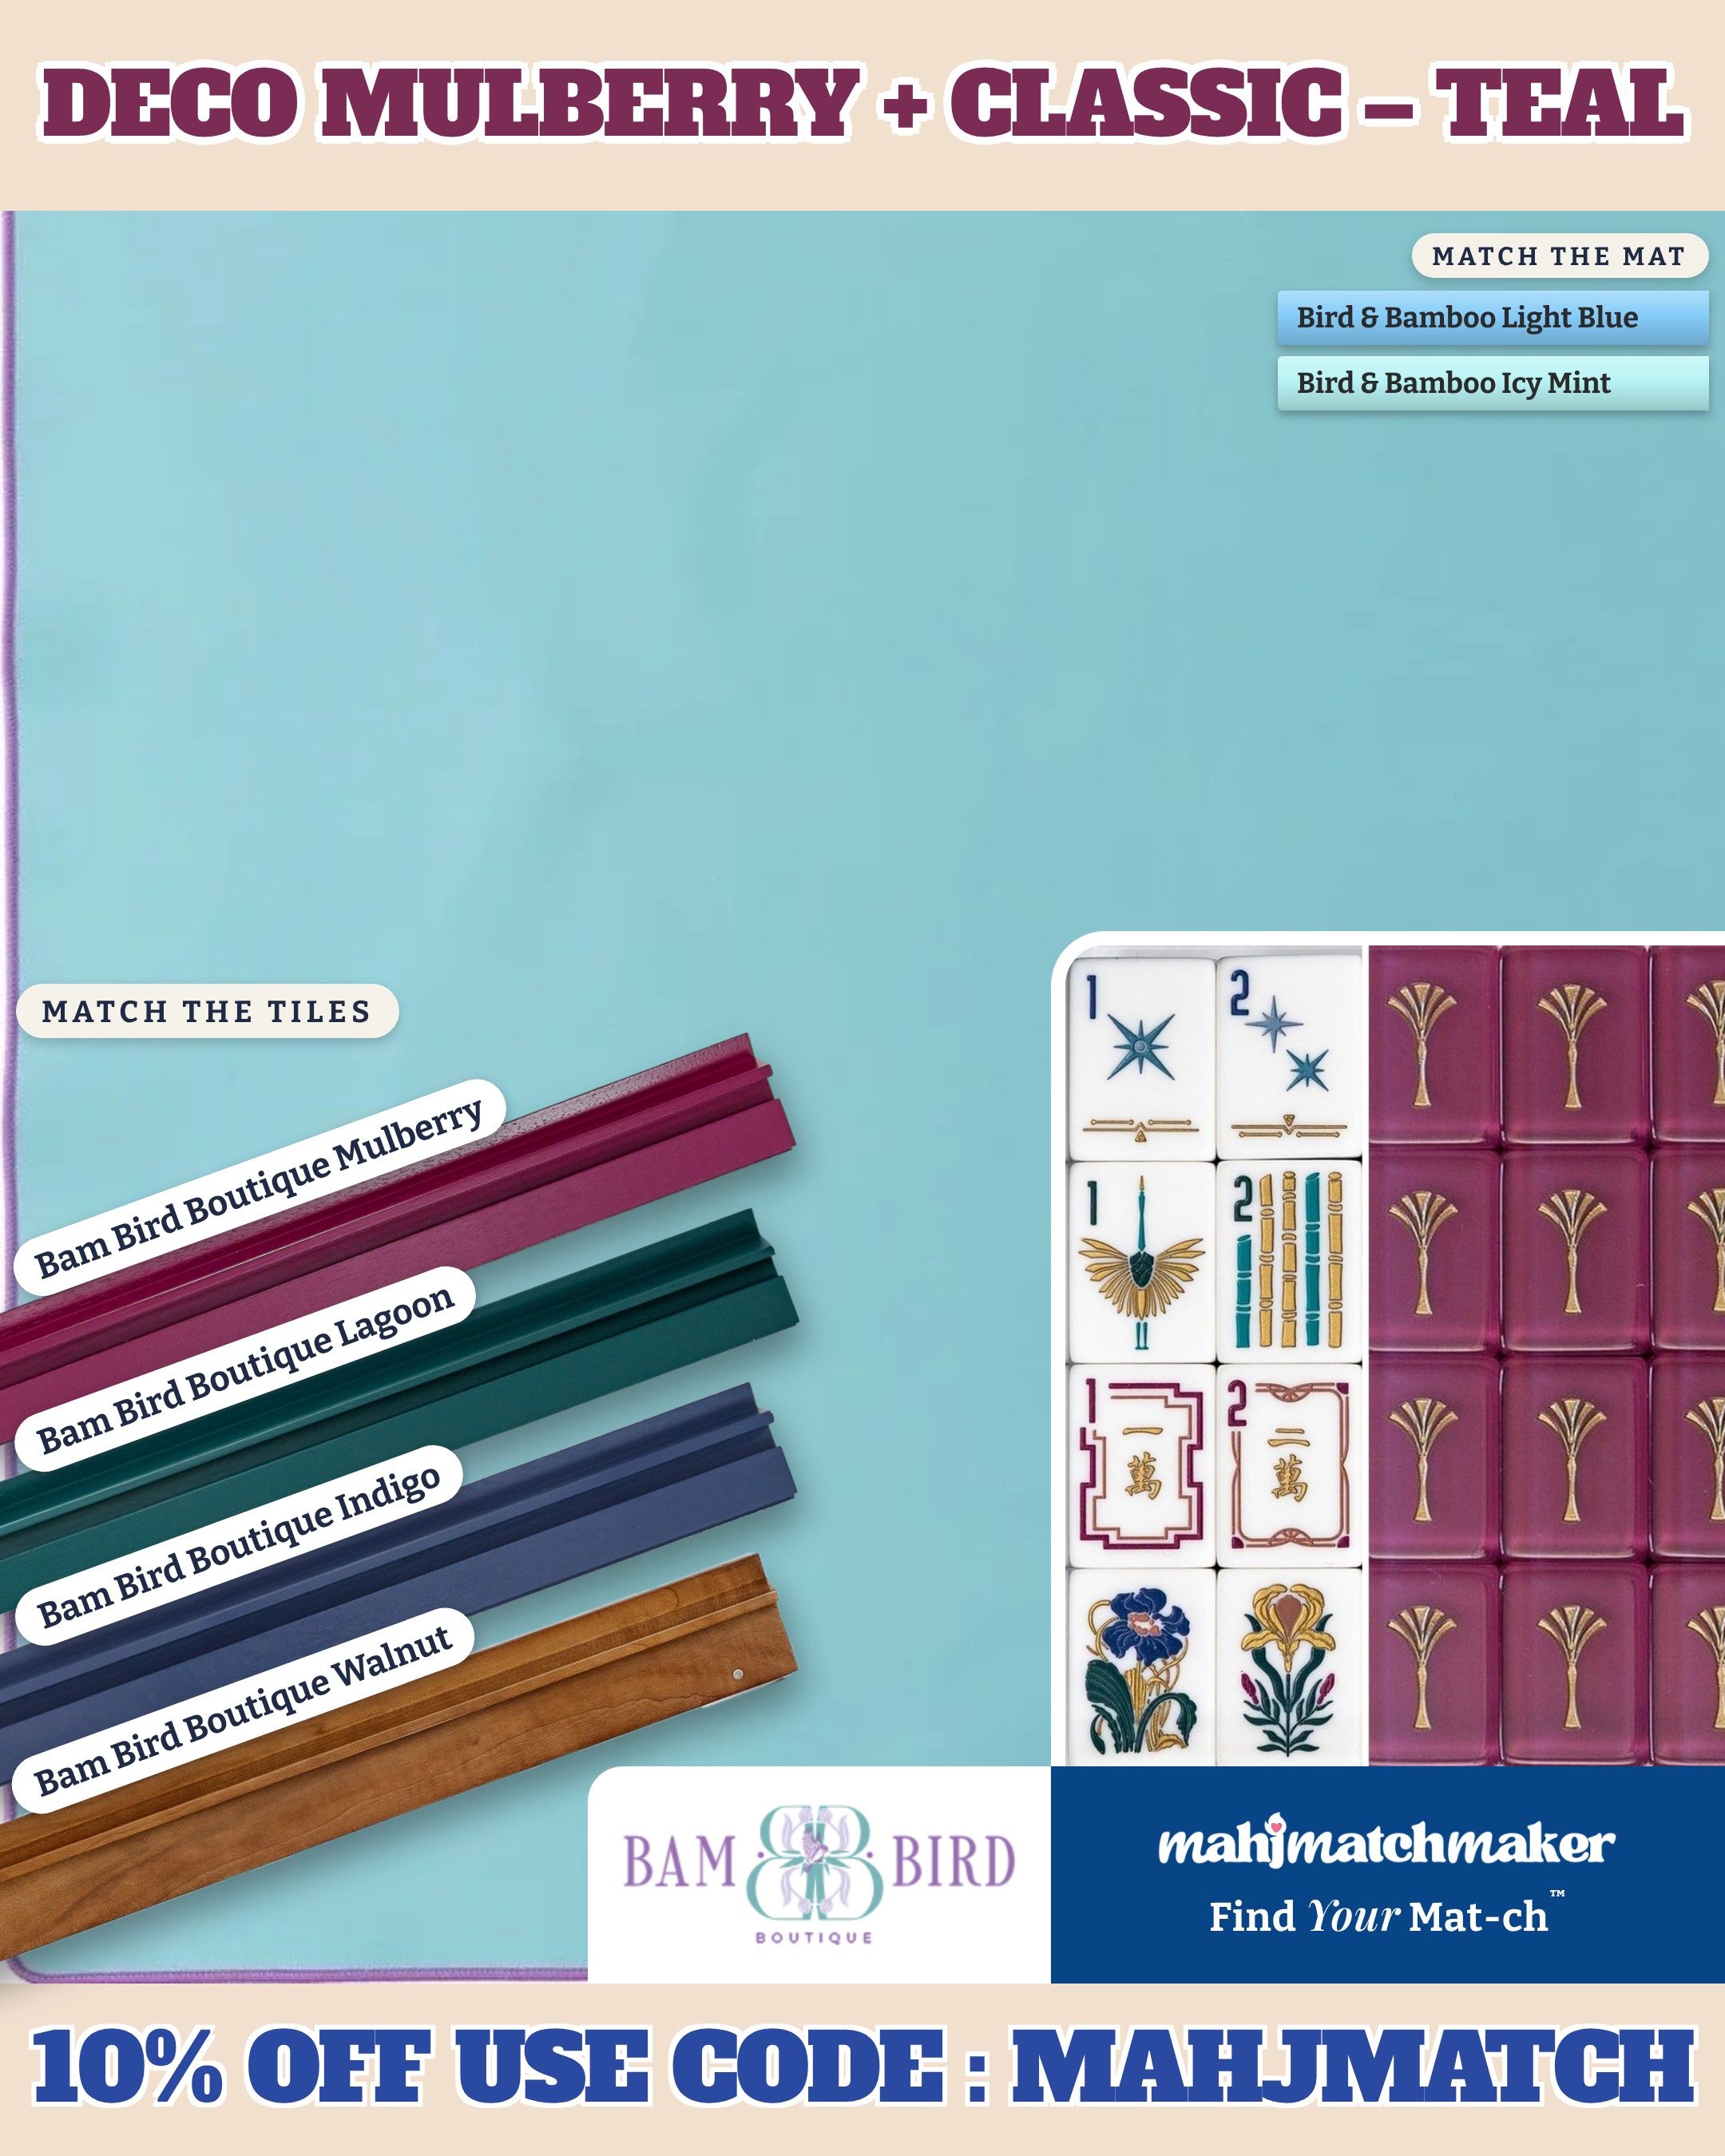 DECO MULBERRY + CLASSIC – TEAL
MATCH THE MAT
Bird & Bamboo Light Blue
Bird & Bamboo Icy Mint
MATCH THE TILES
Bam Bird Boutique Mulberry
Bam Bird Boutique Lagoon
Bam Bird Boutique Indigo
Bam Bird Boutique Walnut
1 2
1 2
1 2
一 二
萬 萬
BAM BIRD
BOUTIQUE
mahjmatchmaker
Find Your Mat-ch™
10% OFF USE CODE : MAHJMATCH